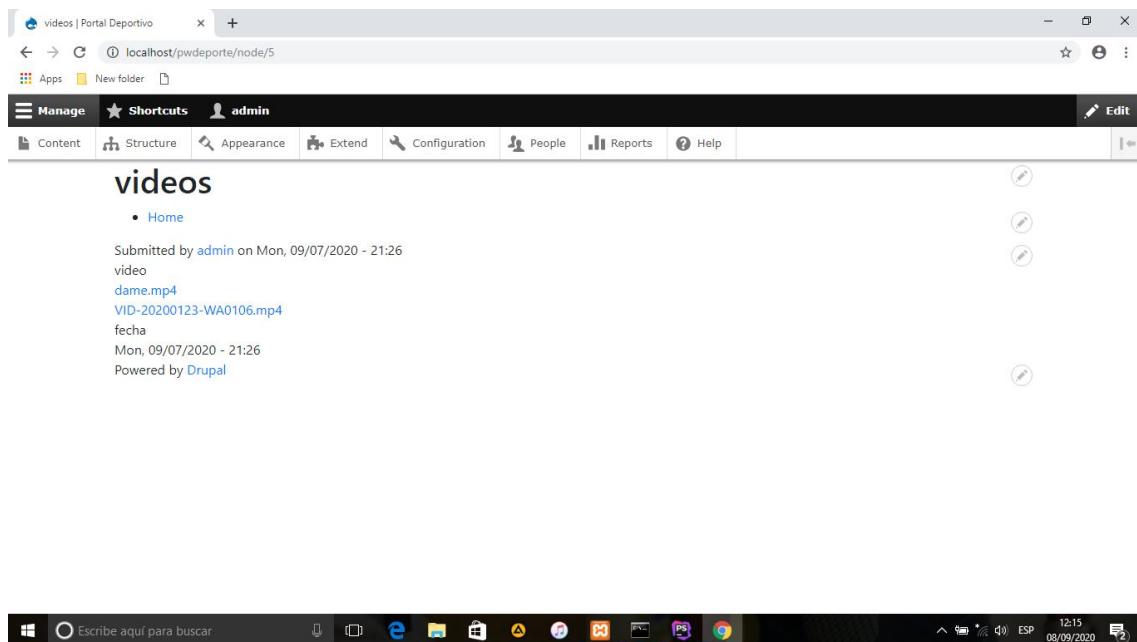 videos | Portal Deportivo
localhost/pwdeporte/node/5
Apps New folder
Manage Shortcuts admin Edit
Content Structure Appearance Extend Configuration People Reports Help
videos
Home
Submitted by admin on Mon, 09/07/2020 - 21:26
video
dame.mp4
VID-20200123-WA0106.mp4
fecha
Mon, 09/07/2020 - 21:26
Powered by Drupal
Escribe aquí para buscar
ESP
12:15
08/09/2020
PS
2